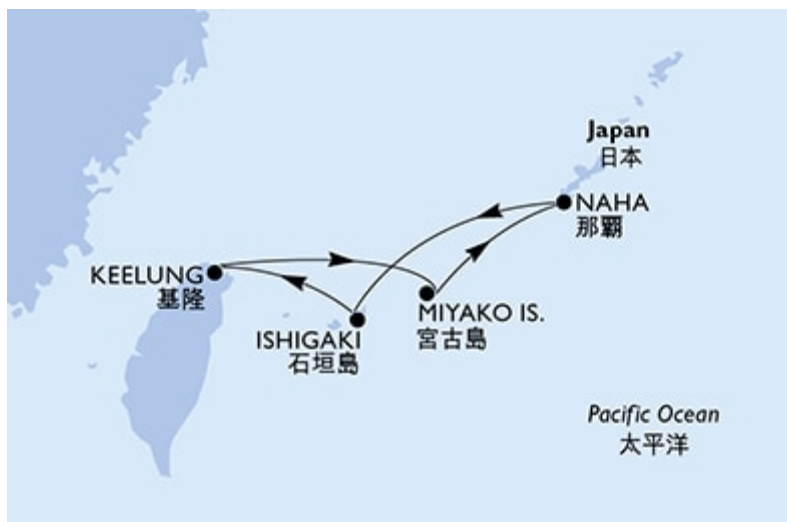 Japan
日本
NAHA
那覇
KEELUNG
基隆
MIYAKO IS.
宮古島
ISHIGAKI
石垣島
Pacific Ocean
太平洋